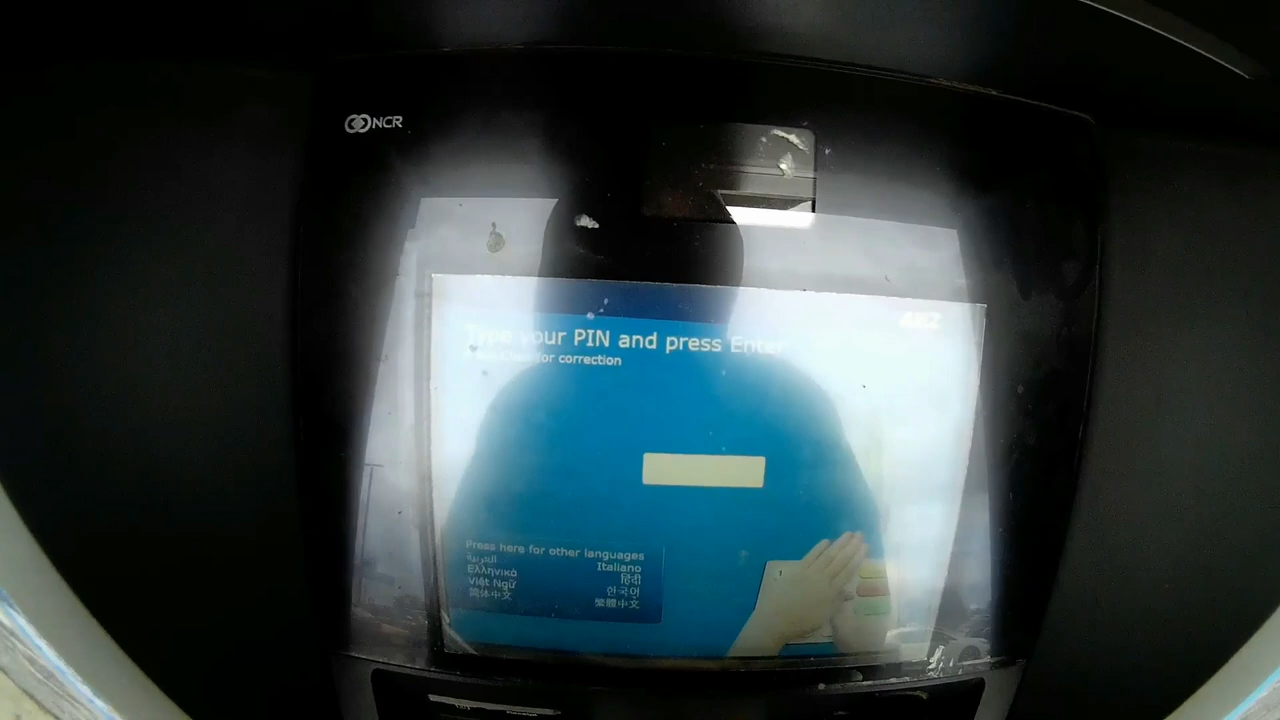 NCR
Type your PIN and press Enter
for correction
Press here for other languages
العربية
Italiano
Ελληνικά
हिंदी
Việt Ngữ
한국어
简体中文
繁體中文